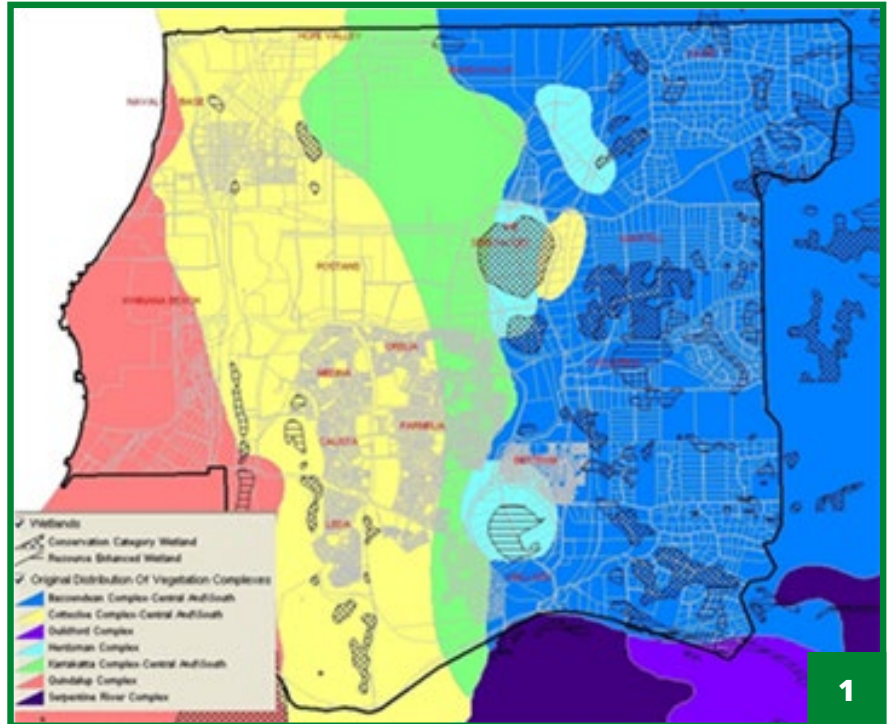 HOPE VALLEY
NAVAL BASE
POSTANS
KWINANA BEACH
ORELIA
MEDINA
PARMELIA
CALISTA
LEDA
Wetlands
Conservation Category Wetland
Resource Enhanced Wetland
Original Distribution Of Vegetation Complexes
Bassendean Complex-Central And\South
Cottesloe Complex-Central And\South
Guildford Complex
Herdsman Complex
Karrakatta Complex-Central And\South
Quindalup Complex
Serpentine River Complex
1